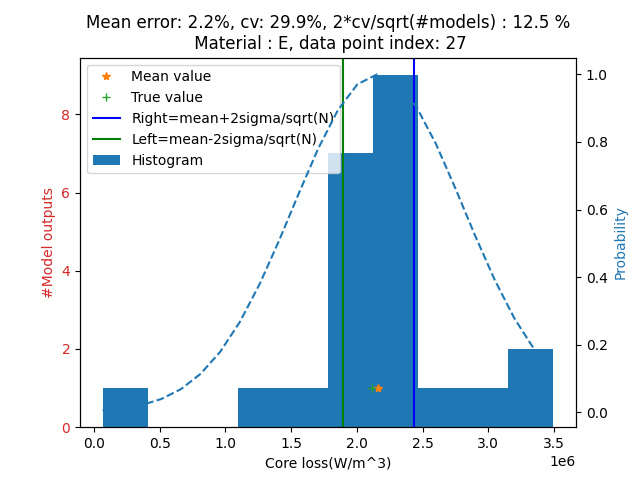 Mean error: 2.2%, cv: 29.9%, 2*cv/sqrt(#models) : 12.5 %
Material : E, data point index: 27
Mean value
True value
Right=mean+2sigma/sqrt(N)
Left=mean-2sigma/sqrt(N)
Histogram
#Model outputs
8
6
4
2
0
1.0
0.8
0.6
0.4
0.2
0.0
Probability
0.0 0.5 1.0 1.5 2.0 2.5 3.0 3.5
1e6
Core loss(W/m^3)